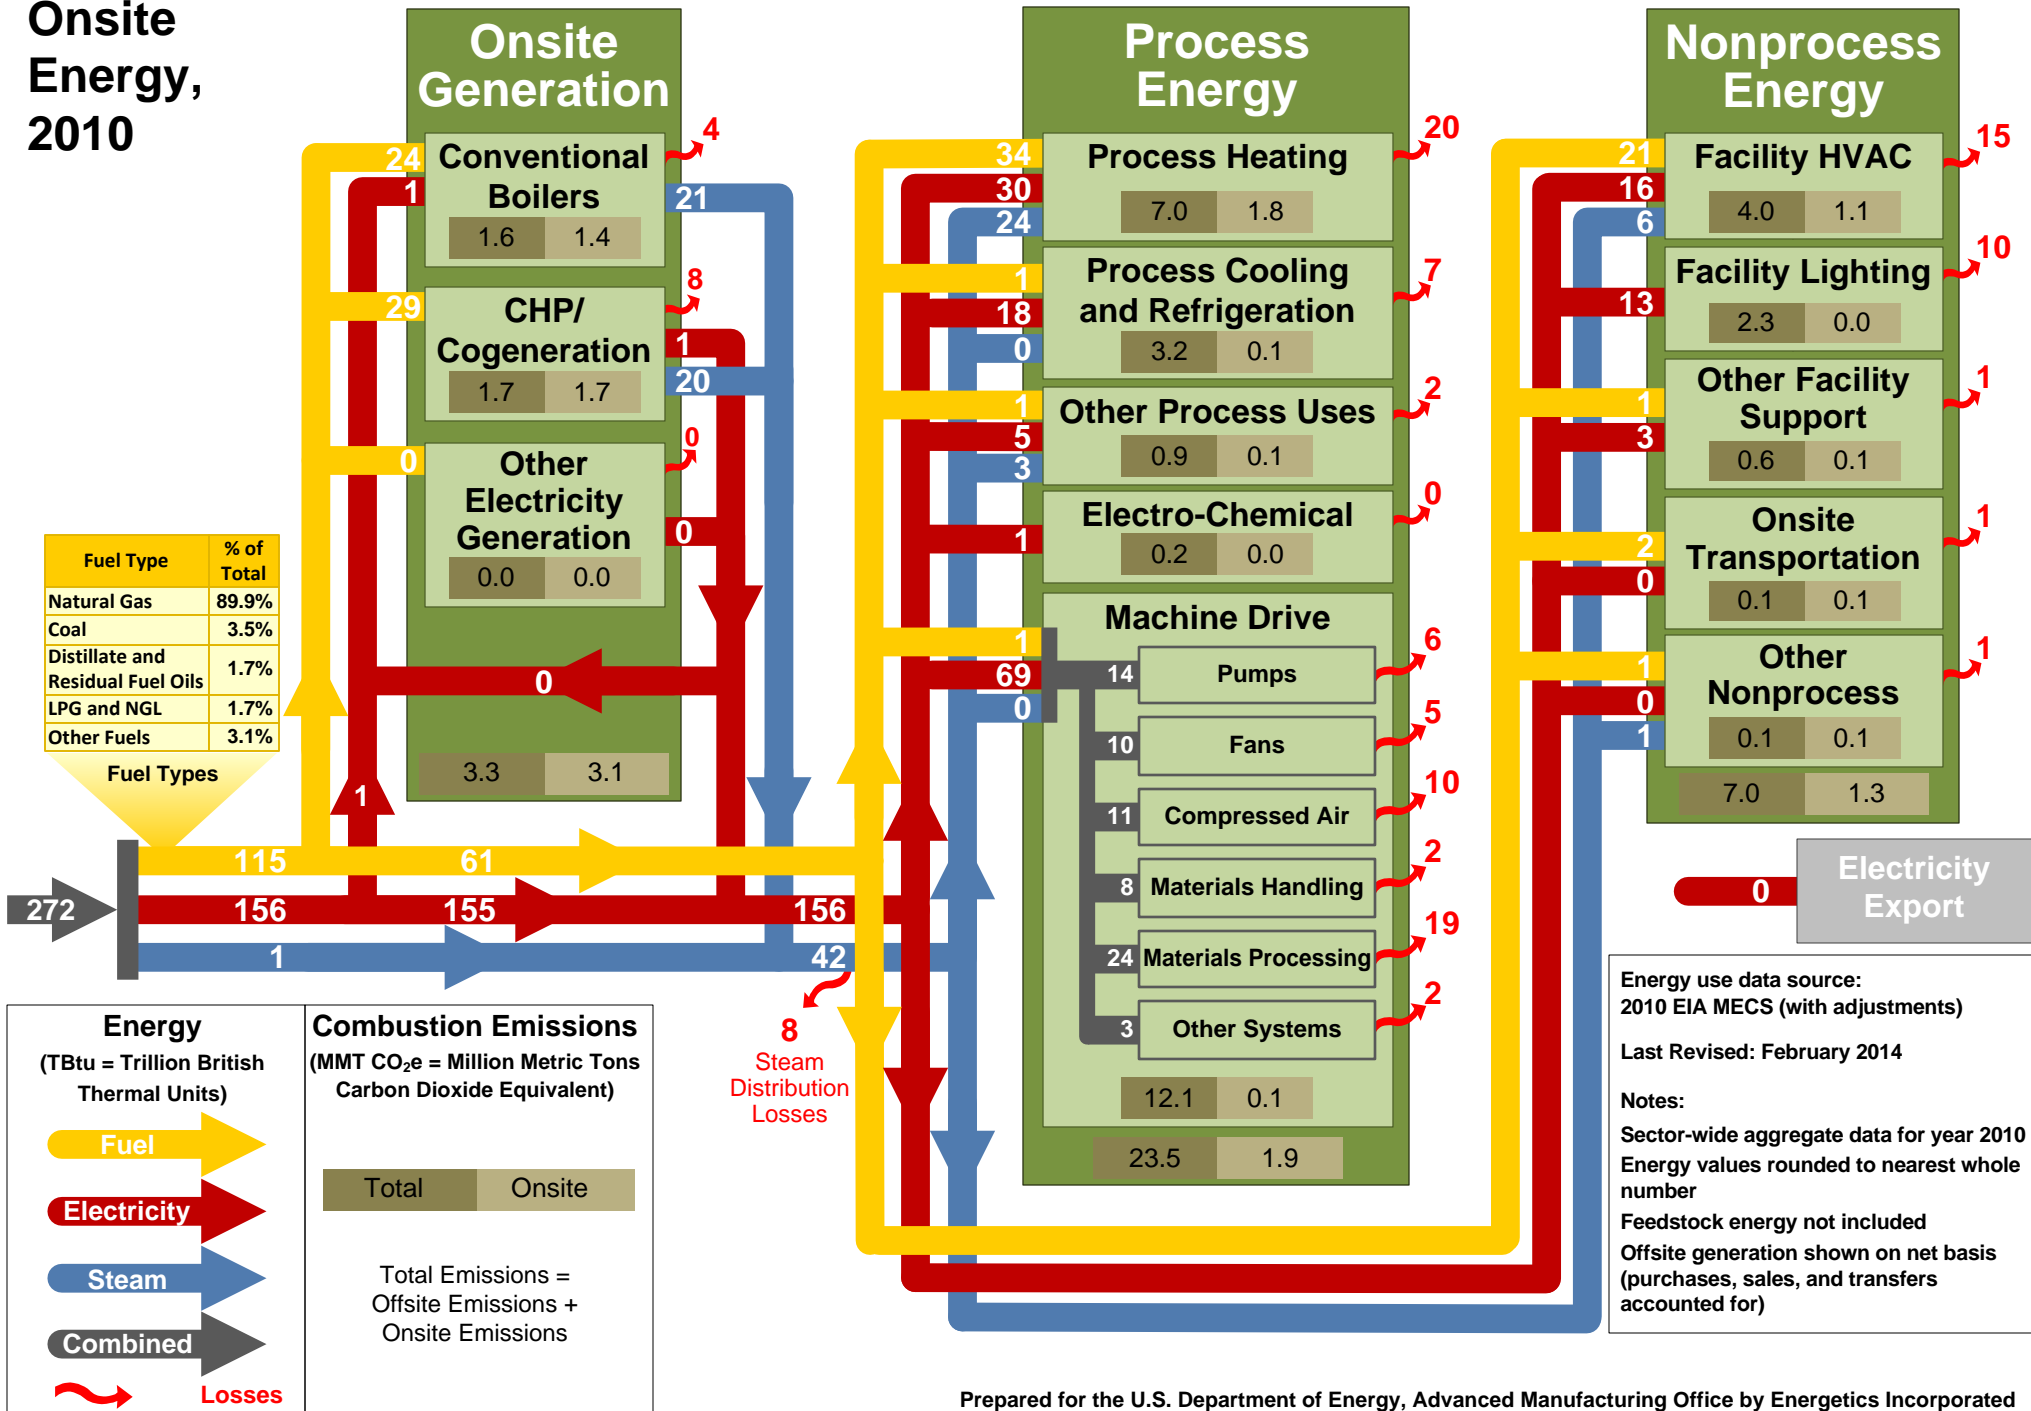 Onsite
Energy,
2010
Onsite
Generation
24
1
Conventional
Boilers
1.6 1.4
4
21
29
CHP/
Cogeneration
1.7 1.7
8
1
20
0
Other
Electricity
Generation
0.0 0.0
0
0
0
3.3 3.1
Fuel Type % of
Total
Natural Gas 89.9%
Coal 3.5%
Distillate and
Residual Fuel Oils 1.7%
LPG and NGL 1.7%
Other Fuels 3.1%
Fuel Types
1
272
115 61
156 155 156
1 42
8
Steam
Distribution
Losses
Process
Energy
34
30
24
Process Heating
7.0 1.8
20
1
18
0
Process Cooling
and Refrigeration
3.2 0.1
7
1
5
3
Other Process Uses
0.9 0.1
2
1
Electro-Chemical
0.2 0.0
0
1
69
0
Machine Drive
14 Pumps 6
10 Fans 5
11 Compressed Air 10
8 Materials Handling 2
24 Materials Processing 19
3 Other Systems 2
12.1 0.1
23.5 1.9
Nonprocess
Energy
21
16
6
Facility HVAC
4.0 1.1
15
13
Facility Lighting
2.3 0.0
10
1
3
Other Facility
Support
0.6 0.1
1
2
0
Onsite
Transportation
0.1 0.1
1
1
0
1
Other
Nonprocess
0.1 0.1
1
7.0 1.3
0
Electricity
Export
Energy use data source:
2010 EIA MECS (with adjustments)
Last Revised: February 2014
Notes:
Sector-wide aggregate data for year 2010
Energy values rounded to nearest whole
number
Feedstock energy not included
Offsite generation shown on net basis
(purchases, sales, and transfers
accounted for)
Energy
(TBtu = Trillion British
Thermal Units)
Fuel
Electricity
Steam
Combined
Losses
Combustion Emissions
(MMT CO₂e = Million Metric Tons
Carbon Dioxide Equivalent)
Total Onsite
Total Emissions =
Offsite Emissions +
Onsite Emissions
Prepared for the U.S. Department of Energy, Advanced Manufacturing Office by Energetics Incorporated